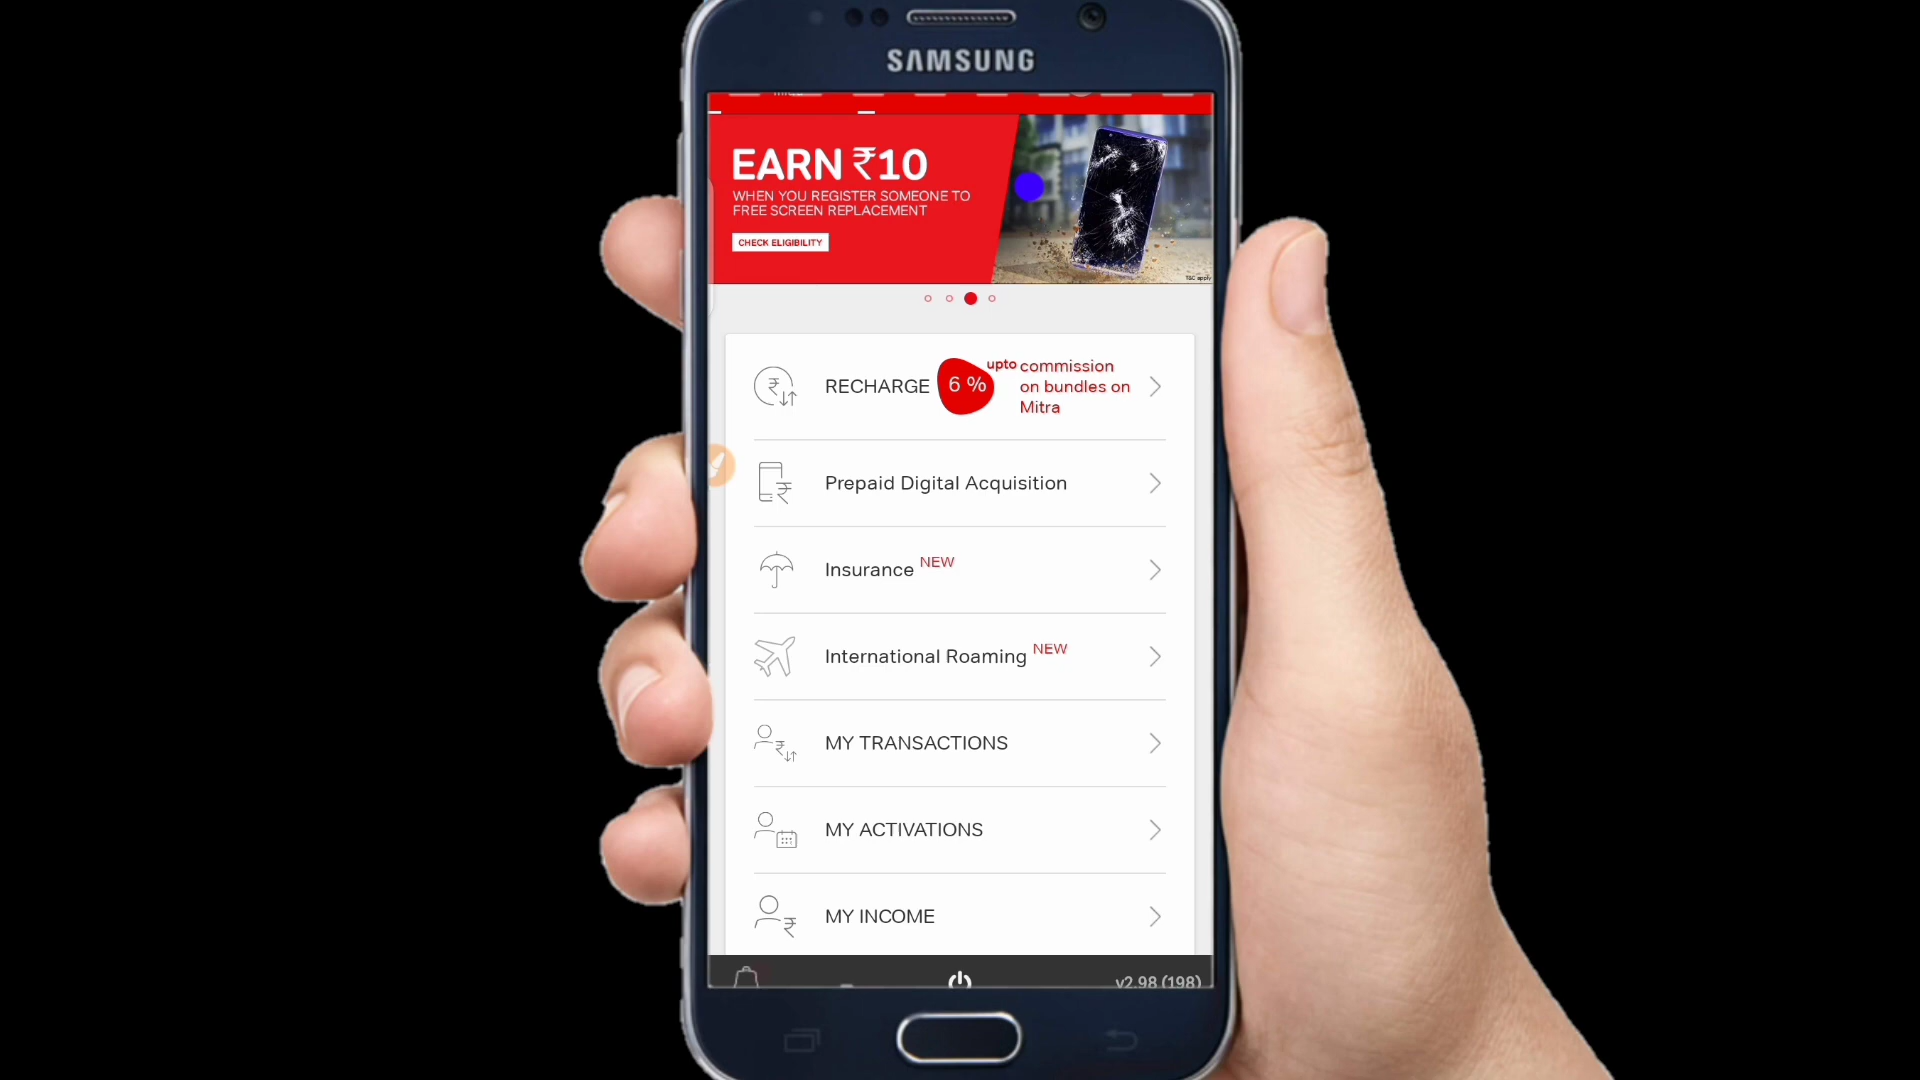 SAMSUNG
EARN ₹10
WHEN YOU REGISTER SOMEONE TO
FREE SCREEN REPLACEMENT
CHECK ELIGIBILITY
T&C apply
RECHARGE 6 % upto commission
on bundles on
Mitra
Prepaid Digital Acquisition
Insurance NEW
International Roaming NEW
MY TRANSACTIONS
MY ACTIVATIONS
MY INCOME
v2.98 (198)